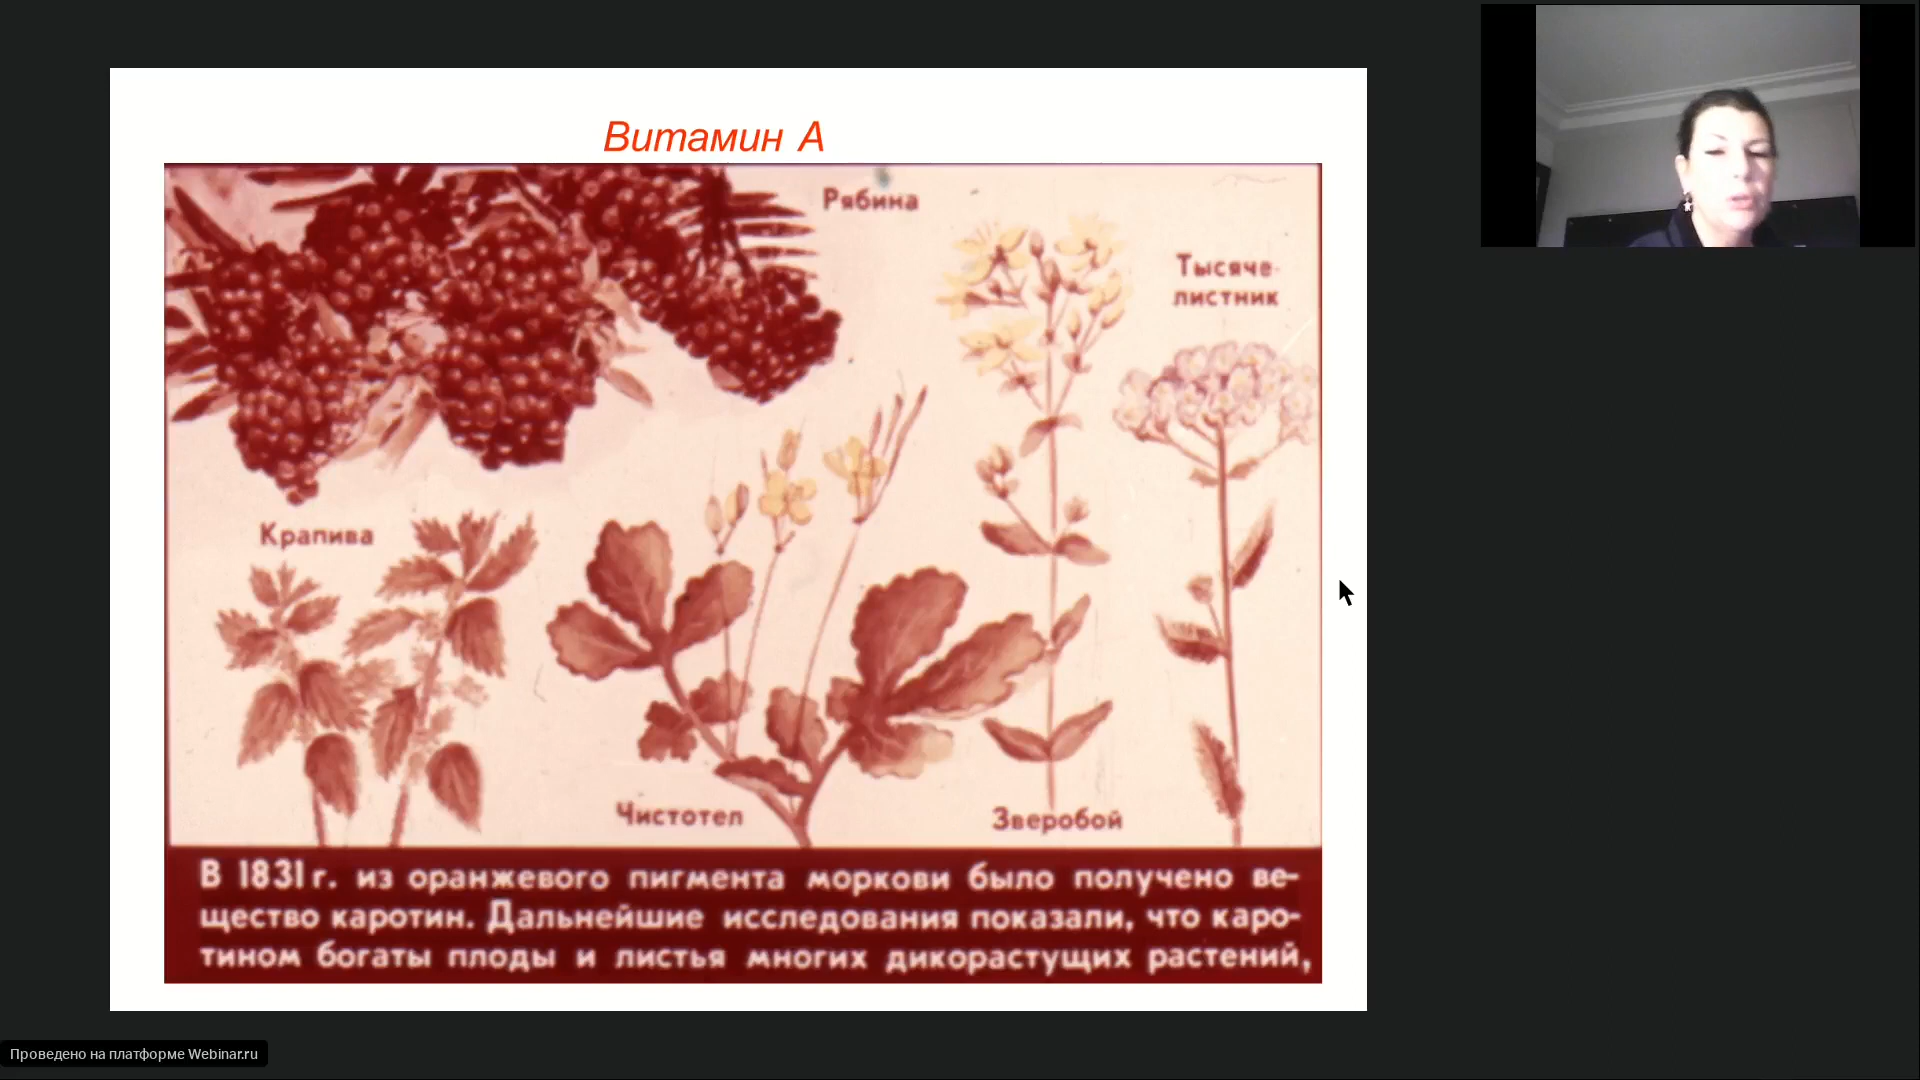 Витамин А
Рябина
Тысяче-
листник
Крапива
Чистотел
Зверобой
В 1831 г. из оранжевого пигмента моркови было получено ве-
щество каротин. Дальнейшие исследования показали, что каро-
тином богаты плоды и листья многих дикорастущих растений,
Проведено на платформе Webinar.ru